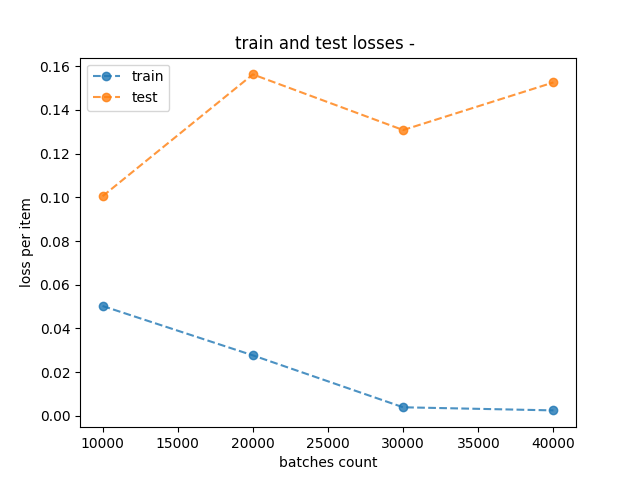 train and test losses -
train
test
loss per item
0.16
0.14
0.12
0.10
0.08
0.06
0.04
0.02
0.00
10000 15000 20000 25000 30000 35000 40000
batches count